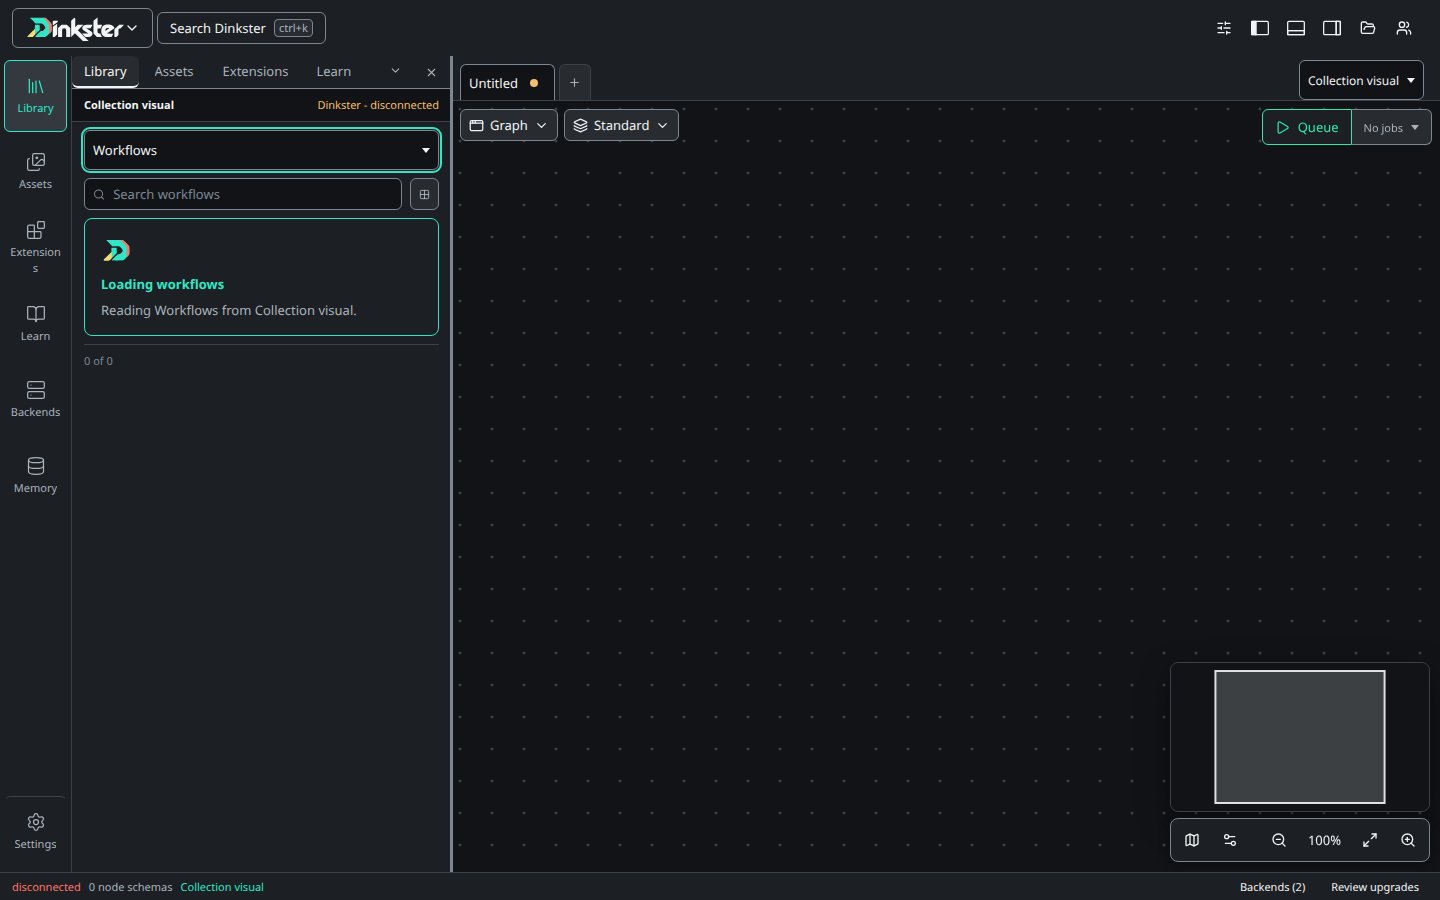 Dinkster
Search Dinkster ctrl+k
Library
Assets
Extensions
Learn
Untitled
Collection visual
Library
Assets
Extension
s
Learn
Backends
Memory
Settings
Collection visual
Dinkster - disconnected
Workflows
Search workflows
Loading workflows
Reading Workflows from Collection visual.
0 of 0
Graph
Standard
Queue
No jobs
100%
disconnected 0 node schemas Collection visual
Backends (2) Review upgrades